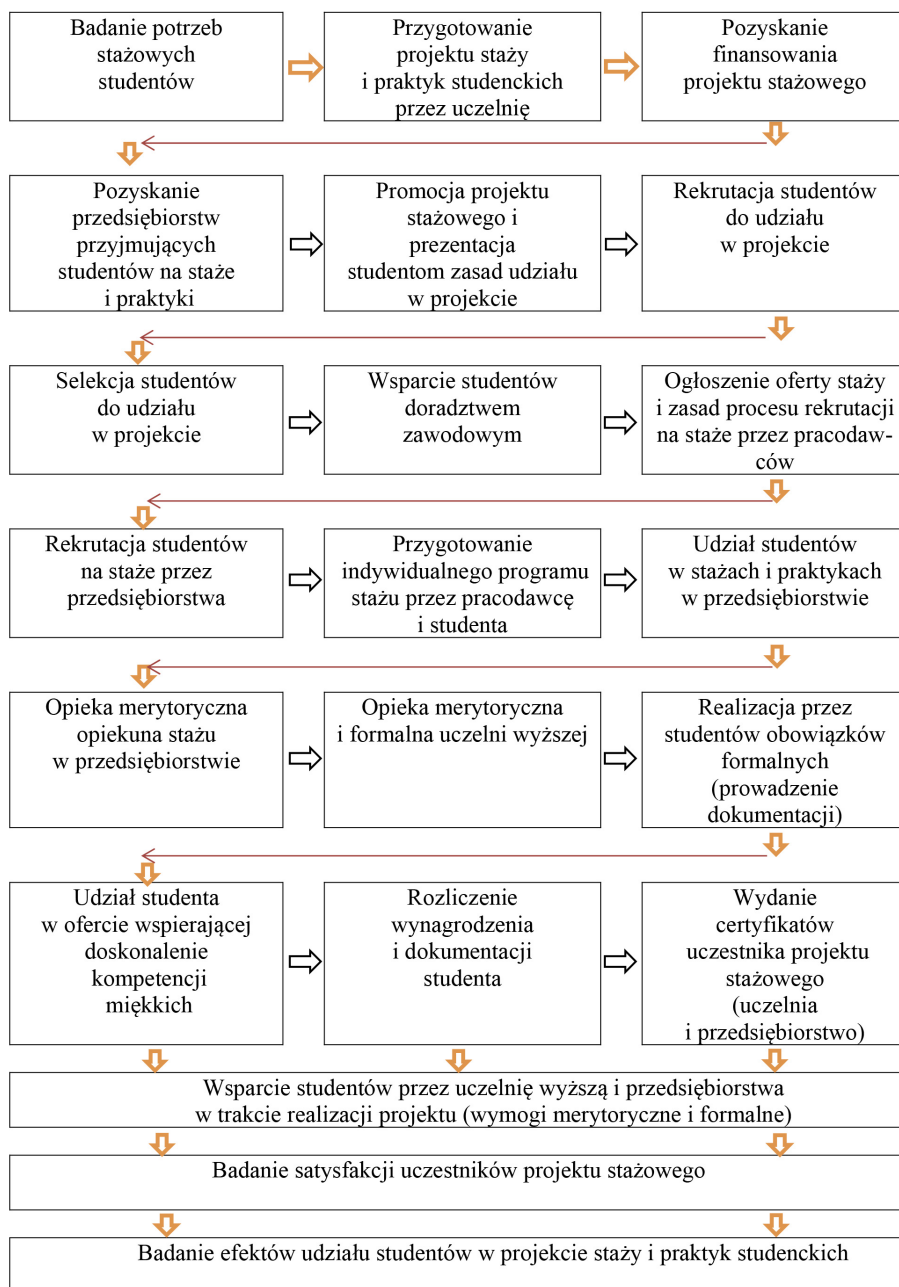 Badanie potrzeb
stażowych
studentów
Przygotowanie
projektu staży
i praktyk studenckich
przez uczelnię
Pozyskanie
finansowania
projektu stażowego
Pozyskanie
przedsiębiorstw
przyjmujących
studentów na staże
i praktyki
Promocja projektu
stażowego i
prezentacja
studentom zasad udziału
w projekcie
Rekrutacja studentów
do udziału
w projekcie
Selekcja studentów
do udziału
w projekcie
Wsparcie studentów
doradztwem
zawodowym
Ogłoszenie oferty staży
i zasad procesu rekrutacji
na staże przez pracodaw-
ców
Rekrutacja studentów
na staże przez
przedsiębiorstwa
Przygotowanie
indywidualnego programu
stażu przez pracodawcę
i studenta
Udział studentów
w stażach i praktykach
w przedsiębiorstwie
Opieka merytoryczna
opiekuna stażu
w przedsiębiorstwie
Opieka merytoryczna
i formalna uczelni wyższej
Realizacja przez
studentów obowiązków
formalnych
(prowadzenie
dokumentacji)
Udział studenta
w ofercie wspierającej
doskonalenie
kompetencji
miękkich
Rozliczenie
wynagrodzenia
i dokumentacji
studenta
Wydanie
certyfikatów
uczestnika projektu
stażowego
(uczelnia
i przedsiębiorstwo)
Wsparcie studentów przez uczelnię wyższą i przedsiębiorstwa
w trakcie realizacji projektu (wymogi merytoryczne i formalne)
Badanie satysfakcji uczestników projektu stażowego
Badanie efektów udziału studentów w projekcie staży i praktyk studenckich